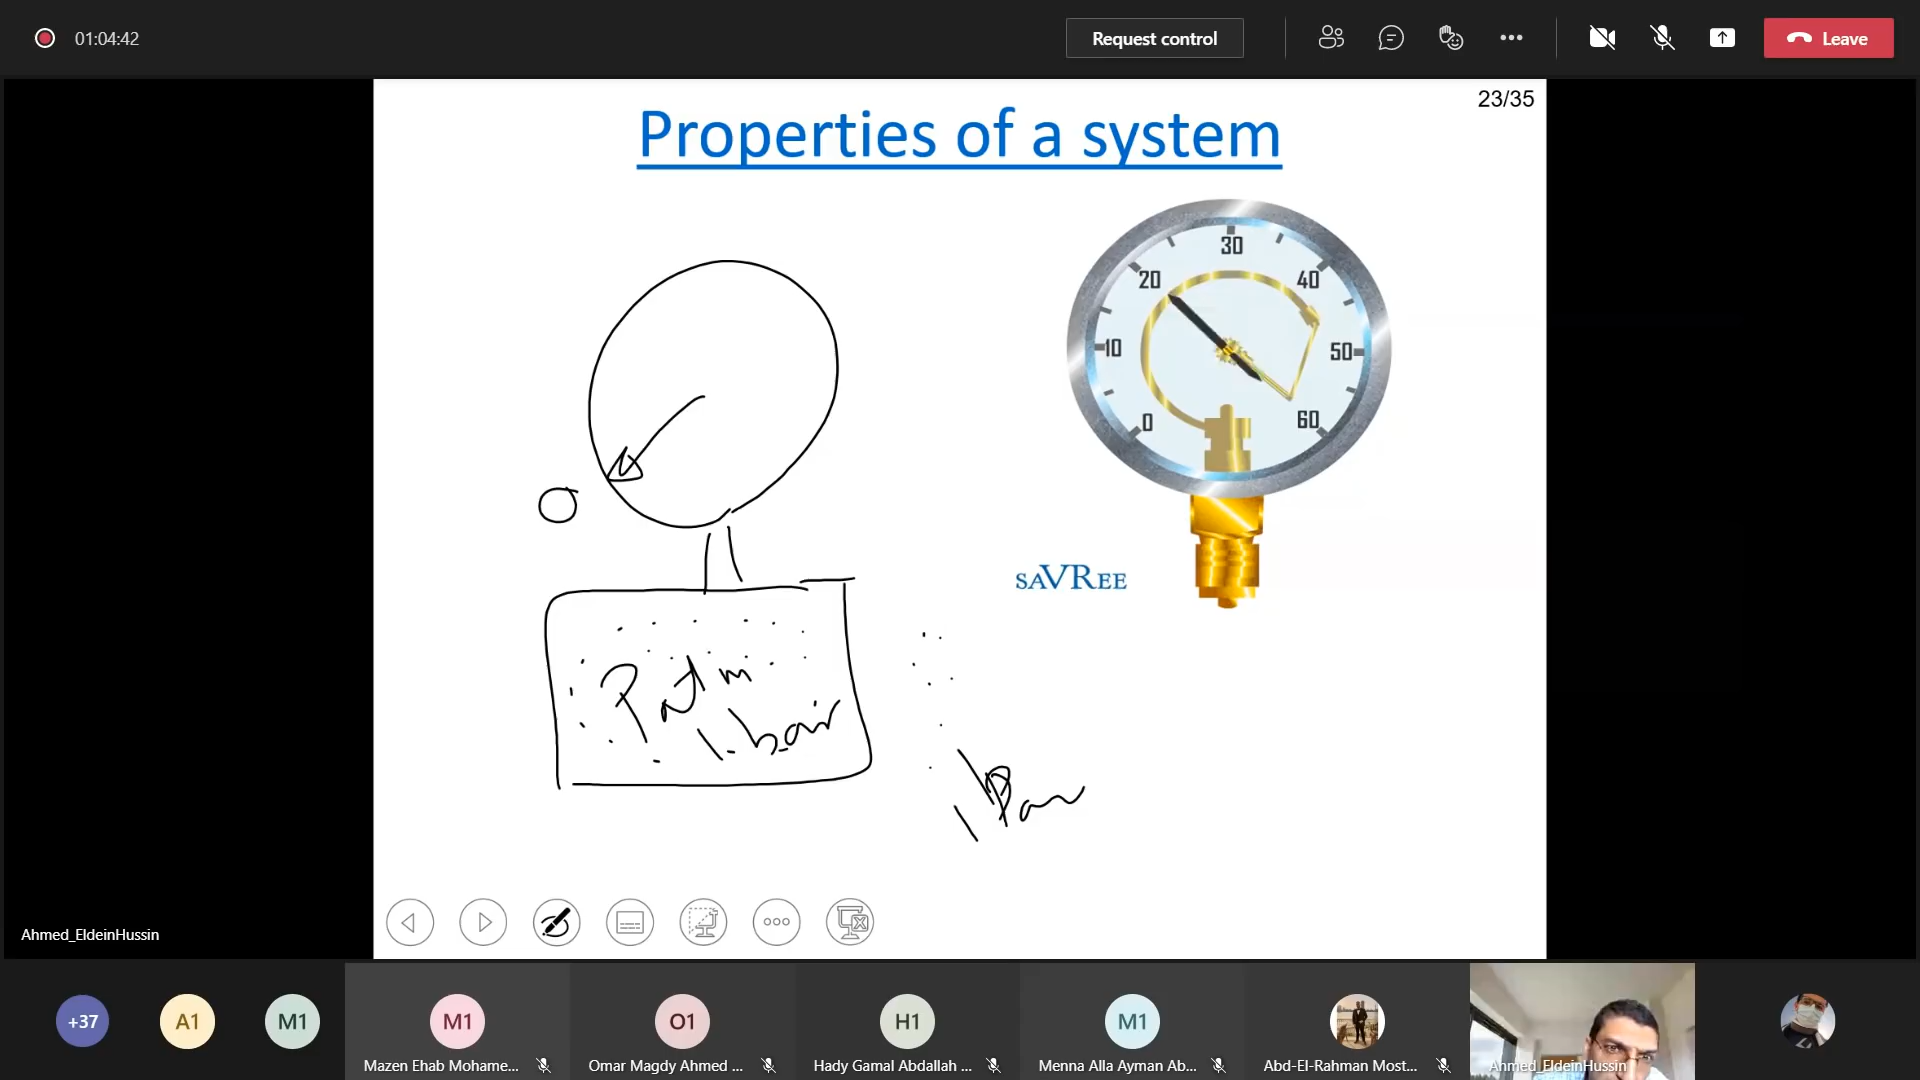 01:04:42
Request control
Leave
23/35
Properties of a system
30
20
40
10
50
0
60
O
SAVREE
Patm
1.bar
1 bar
Ahmed_EldeinHussin
+37
A1
M1
M1
O1
H1
M1
Mazen Ehab Mohame...
Omar Magdy Ahmed ...
Hady Gamal Abdallah ...
Menna Alla Ayman Ab...
Abd-El-Rahman Most...
Ahmed_EldeinHussin